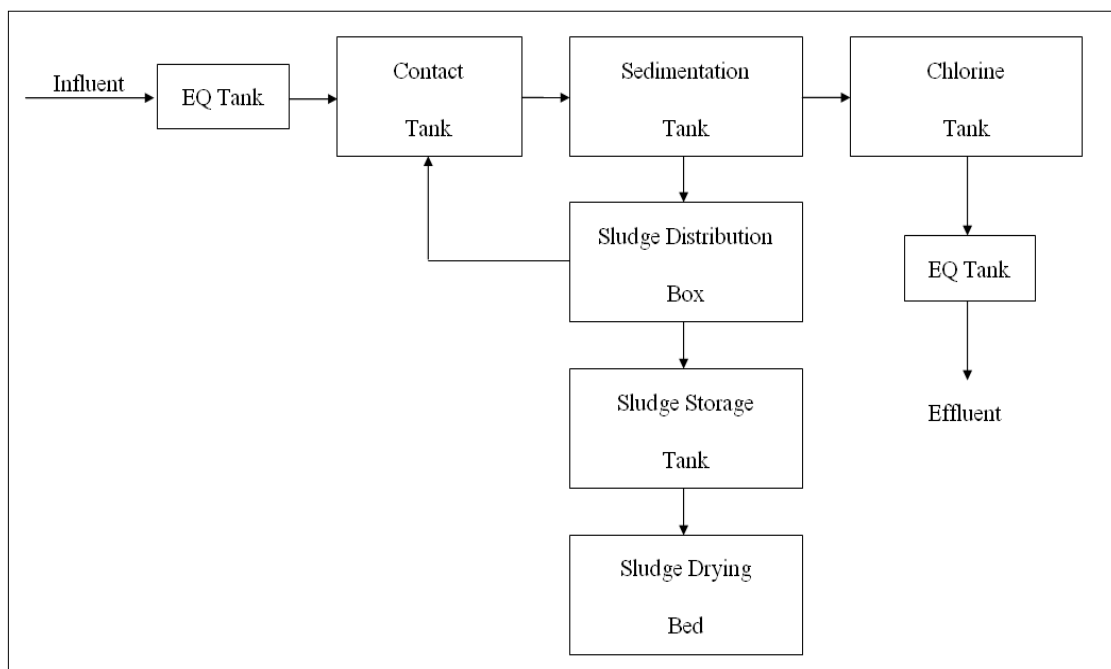 Influent
EQ Tank
Contact
Tank
Sedimentation
Tank
Chlorine
Tank
Sludge Distribution
Box
EQ Tank
Sludge Storage
Tank
Effluent
Sludge Drying
Bed